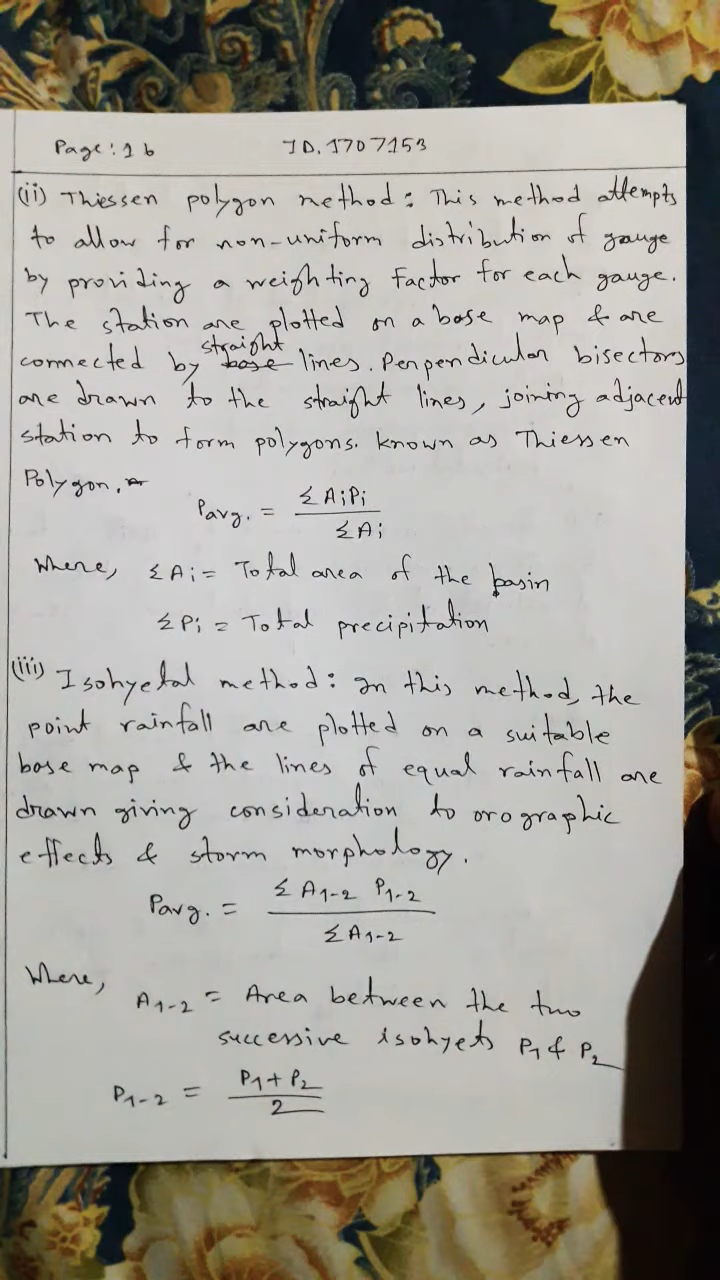 Page: 16 ID. 1707153
(ii) Thiessen polygon method: This method attempts
to allow for non-uniform distribution of gauge
by providing a weighting factor for each gauge.
The station are plotted on a base map & are
connected by straight lines. Perpendicular bisectors
are drawn to the straight lines, joining adjacent
station to form polygons. known as Thiessen
Polygon.
Pavg. = ΣAiPi / ΣAi
Where, ΣAi = Total area of the basin
ΣPi = Total precipitation
(iii) Isohyetal method: In this method, the
point rainfall are plotted on a suitable
base map & the lines of equal rainfall are
drawn giving consideration to orographic
effects & storm morphology.
Pavg. = ΣA1-2 P1-2 / ΣA1-2
Where,
A1-2 = Area between the two
successive isohyets P1 & P2
P1-2 = P1+P2 / 2